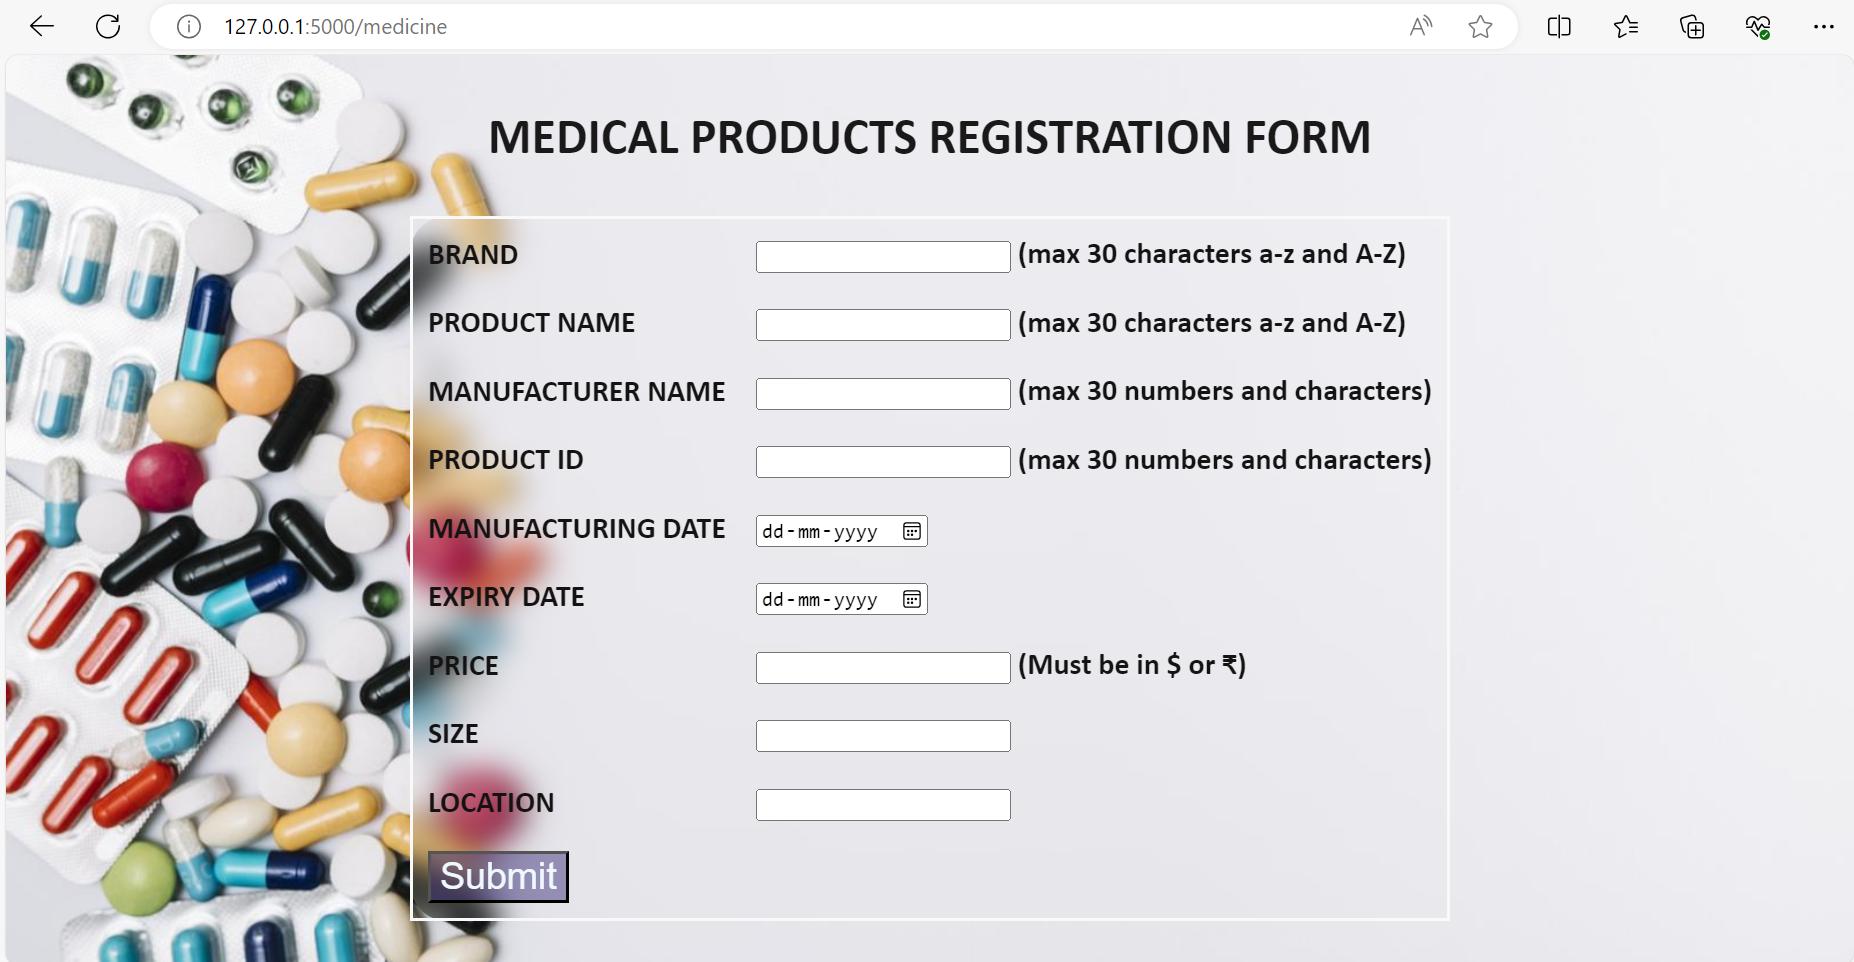 127.0.0.1:5000/medicine
MEDICAL PRODUCTS REGISTRATION FORM
BRAND (max 30 characters a-z and A-Z)
PRODUCT NAME (max 30 characters a-z and A-Z)
MANUFACTURER NAME (max 30 numbers and characters)
PRODUCT ID (max 30 numbers and characters)
MANUFACTURING DATE dd-mm-yyyy
EXPIRY DATE dd-mm-yyyy
PRICE (Must be in $ or ₹)
SIZE
LOCATION
Submit